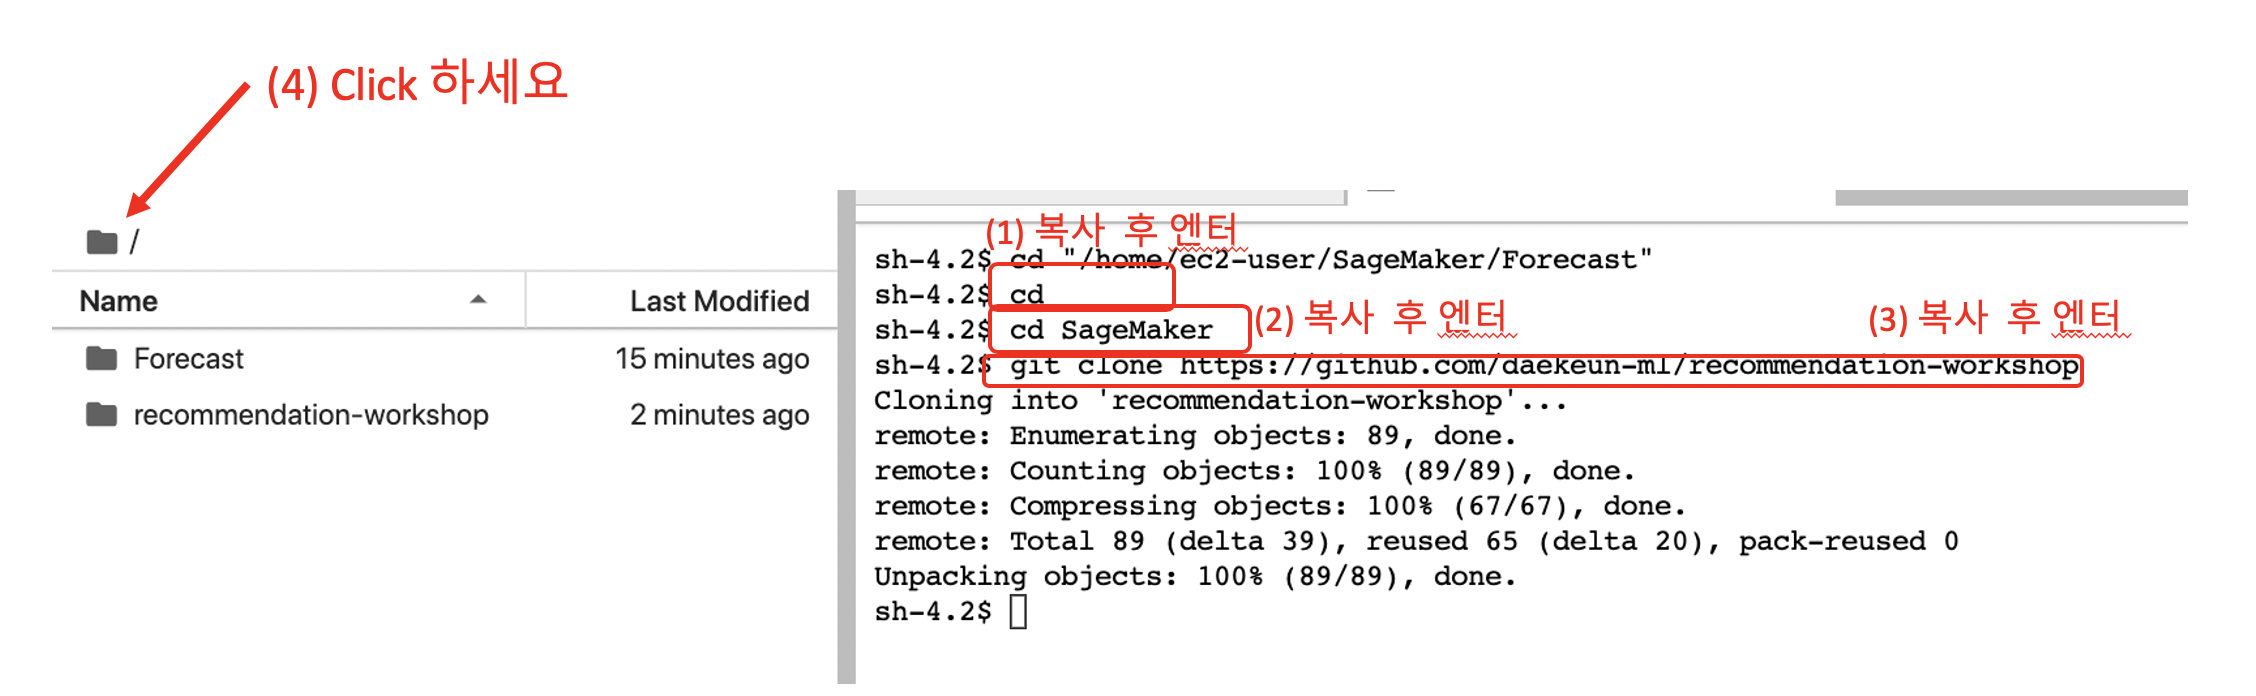 (4) Click 하세요
/
Name Last Modified
Forecast 15 minutes ago
recommendation-workshop 2 minutes ago
(1) 복사 후 엔터
sh-4.2$ cd "/home/ec2-user/SageMaker/Forecast"
sh-4.2$ cd
sh-4.2$ cd SageMaker
(2) 복사 후 엔터
(3) 복사 후 엔터
sh-4.2$ git clone https://github.com/daekeun-ml/recommendation-workshop
Cloning into 'recommendation-workshop'...
remote: Enumerating objects: 89, done.
remote: Counting objects: 100% (89/89), done.
remote: Compressing objects: 100% (67/67), done.
remote: Total 89 (delta 39), reused 65 (delta 20), pack-reused 0
Unpacking objects: 100% (89/89), done.
sh-4.2$